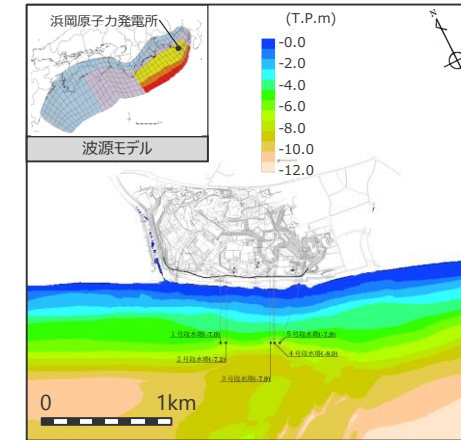 浜岡原子力発電所
波源モデル
(T.P.m)
-0.0
-2.0
-4.0
-6.0
-8.0
-10.0
-12.0
N
1号取水塔(-7.0)
2号取水塔(-7.2)
3号取水塔(-7.9)
4号取水塔(-8.0)
5号取水塔(-7.9)
0 1km